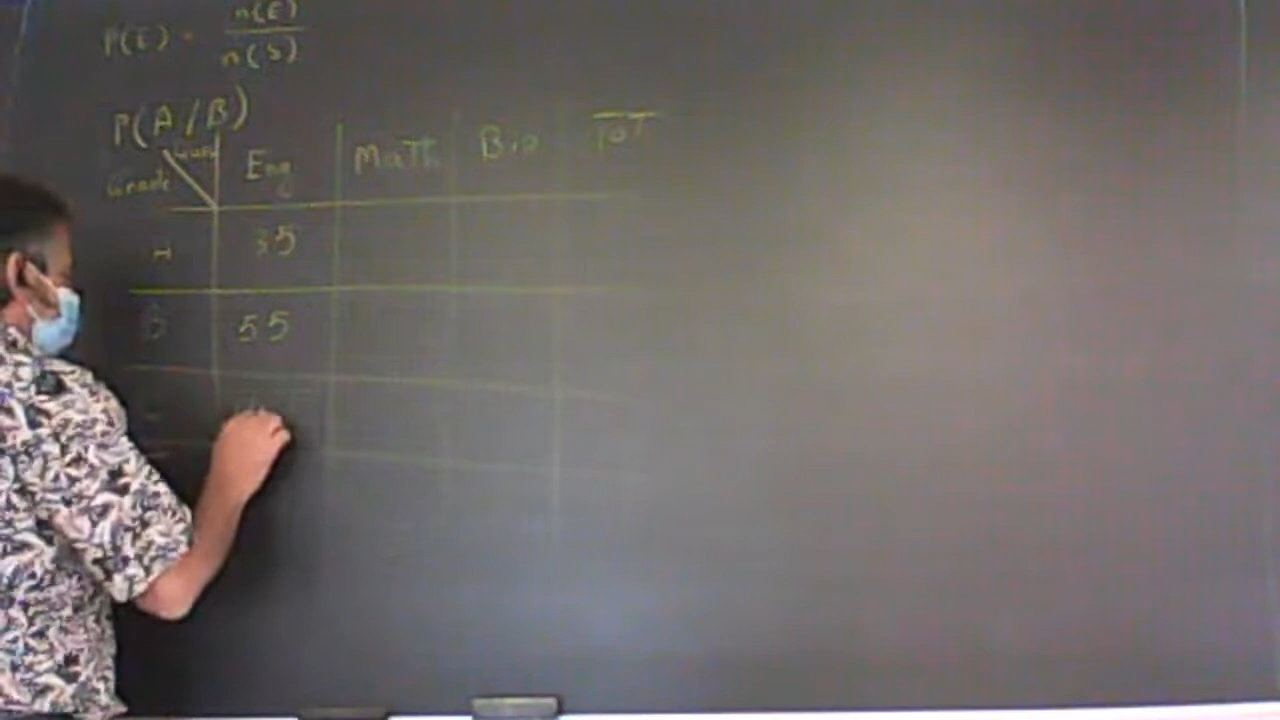 P(E) = n(E)
n(S)
P(A/B)
Grade Eng Math Bio TOT
A 35
B 55